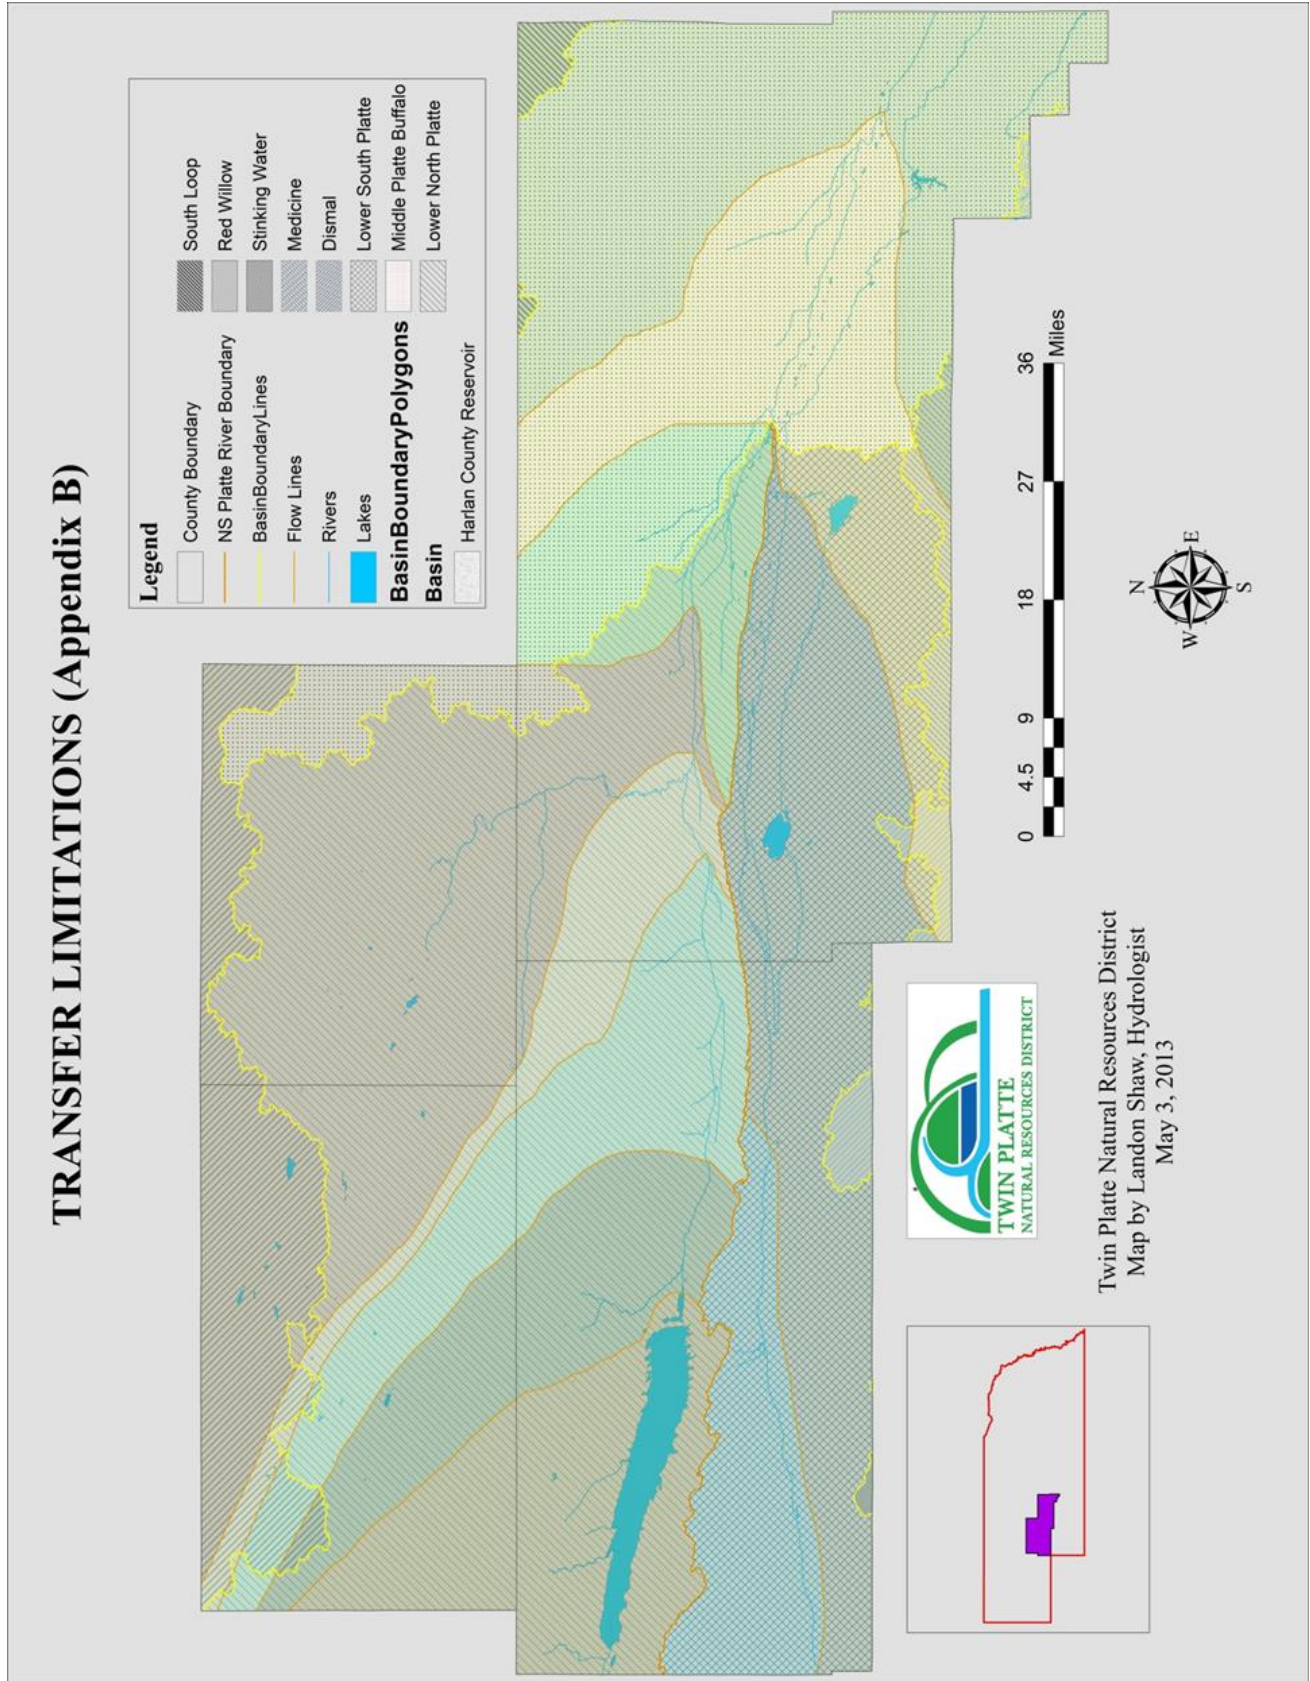 TRANSFER LIMITATIONS (Appendix B)
Legend
County Boundary
NS Platte River Boundary
BasinBoundaryLines
Flow Lines
Rivers
Lakes
BasinBoundaryPolygons
Basin
Harlan County Reservoir
South Loop
Red Willow
Stinking Water
Medicine
Dismal
Lower South Platte
Middle Platte Buffalo
Lower North Platte
0 4.5 9 18 27 36
Miles
N
W E
S
TWIN PLATTE
NATURAL RESOURCES DISTRICT
Twin Platte Natural Resources District
Map by Landon Shaw, Hydrologist
May 3, 2013